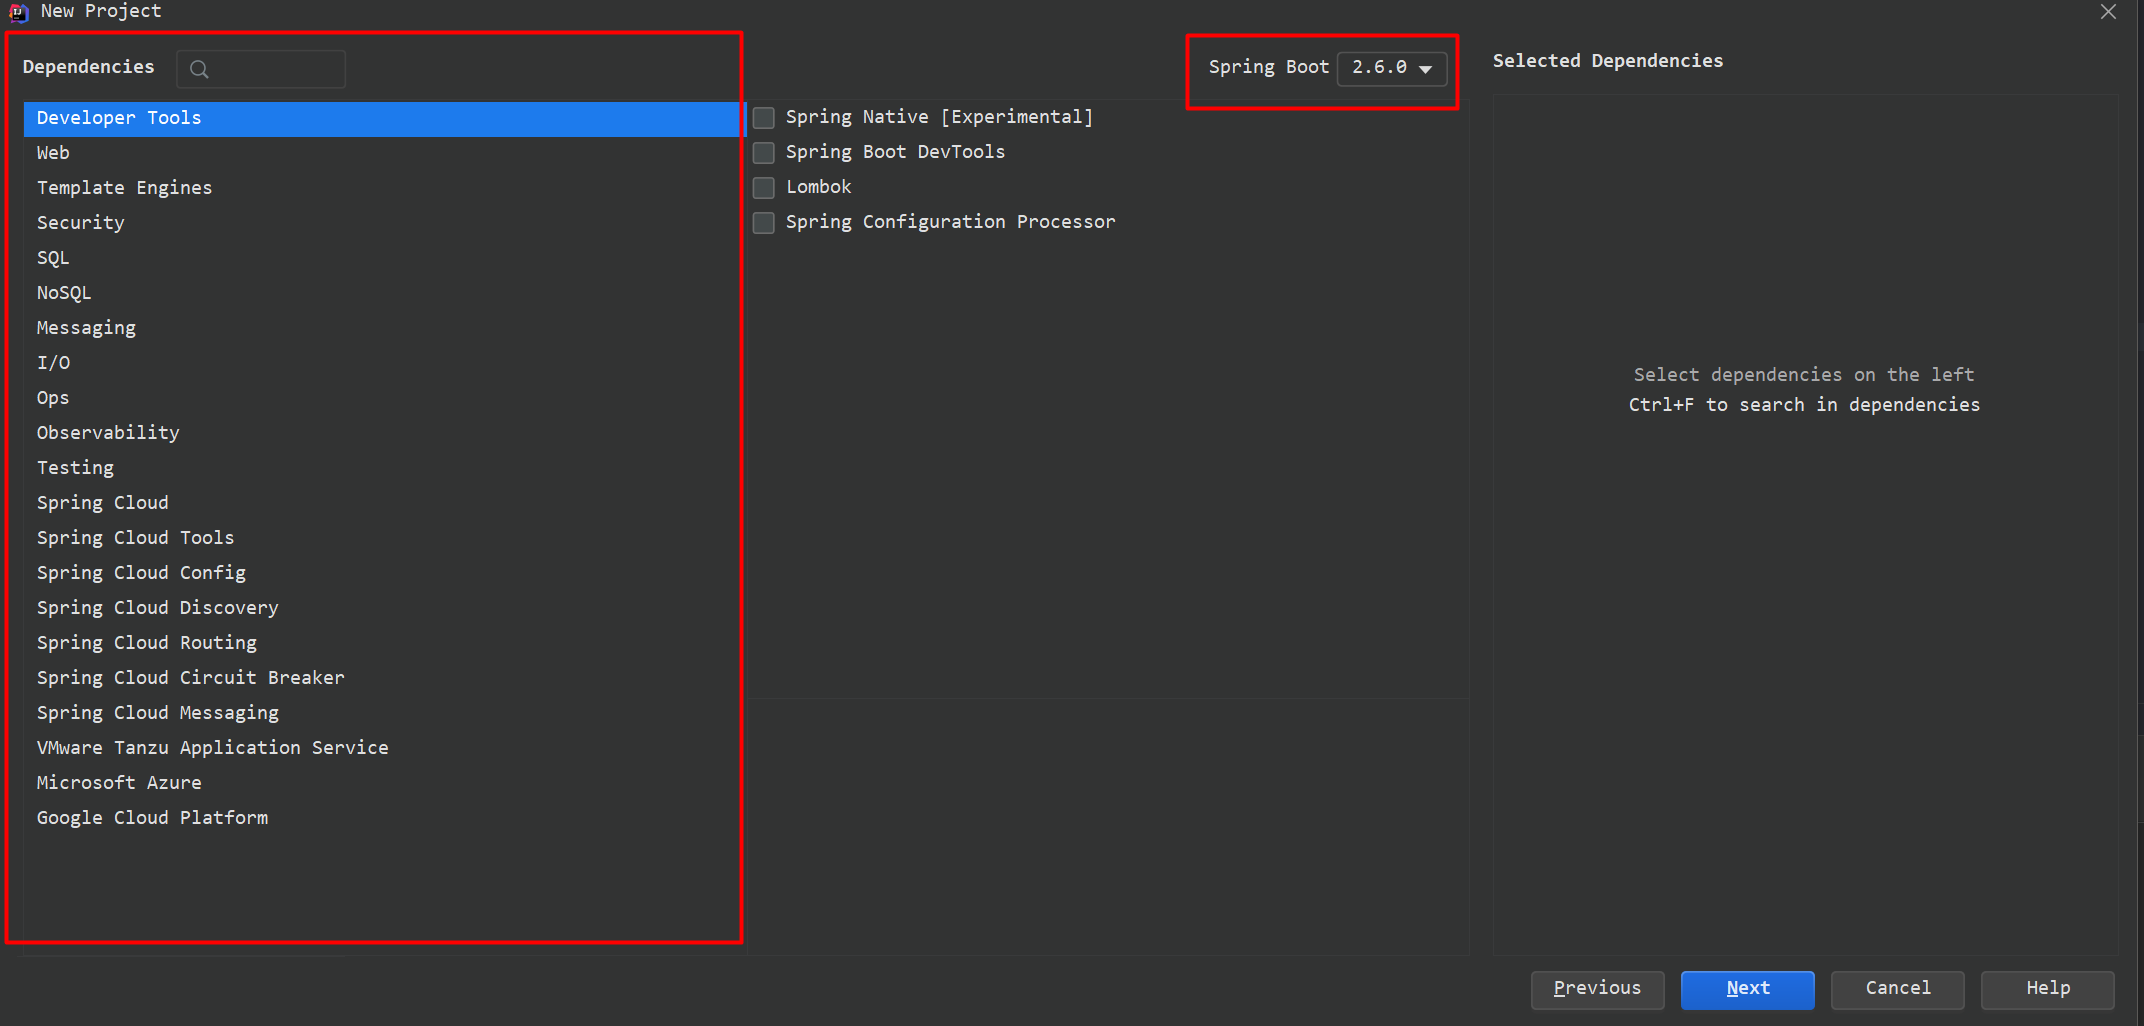 New Project
Dependencies
Spring Boot 2.6.0
Selected Dependencies
Developer Tools
Web
Template Engines
Security
SQL
NoSQL
Messaging
I/O
Ops
Observability
Testing
Spring Cloud
Spring Cloud Tools
Spring Cloud Config
Spring Cloud Discovery
Spring Cloud Routing
Spring Cloud Circuit Breaker
Spring Cloud Messaging
VMware Tanzu Application Service
Microsoft Azure
Google Cloud Platform
Spring Native [Experimental]
Spring Boot DevTools
Lombok
Spring Configuration Processor
Select dependencies on the left
Ctrl+F to search in dependencies
Previous
Next
Cancel
Help